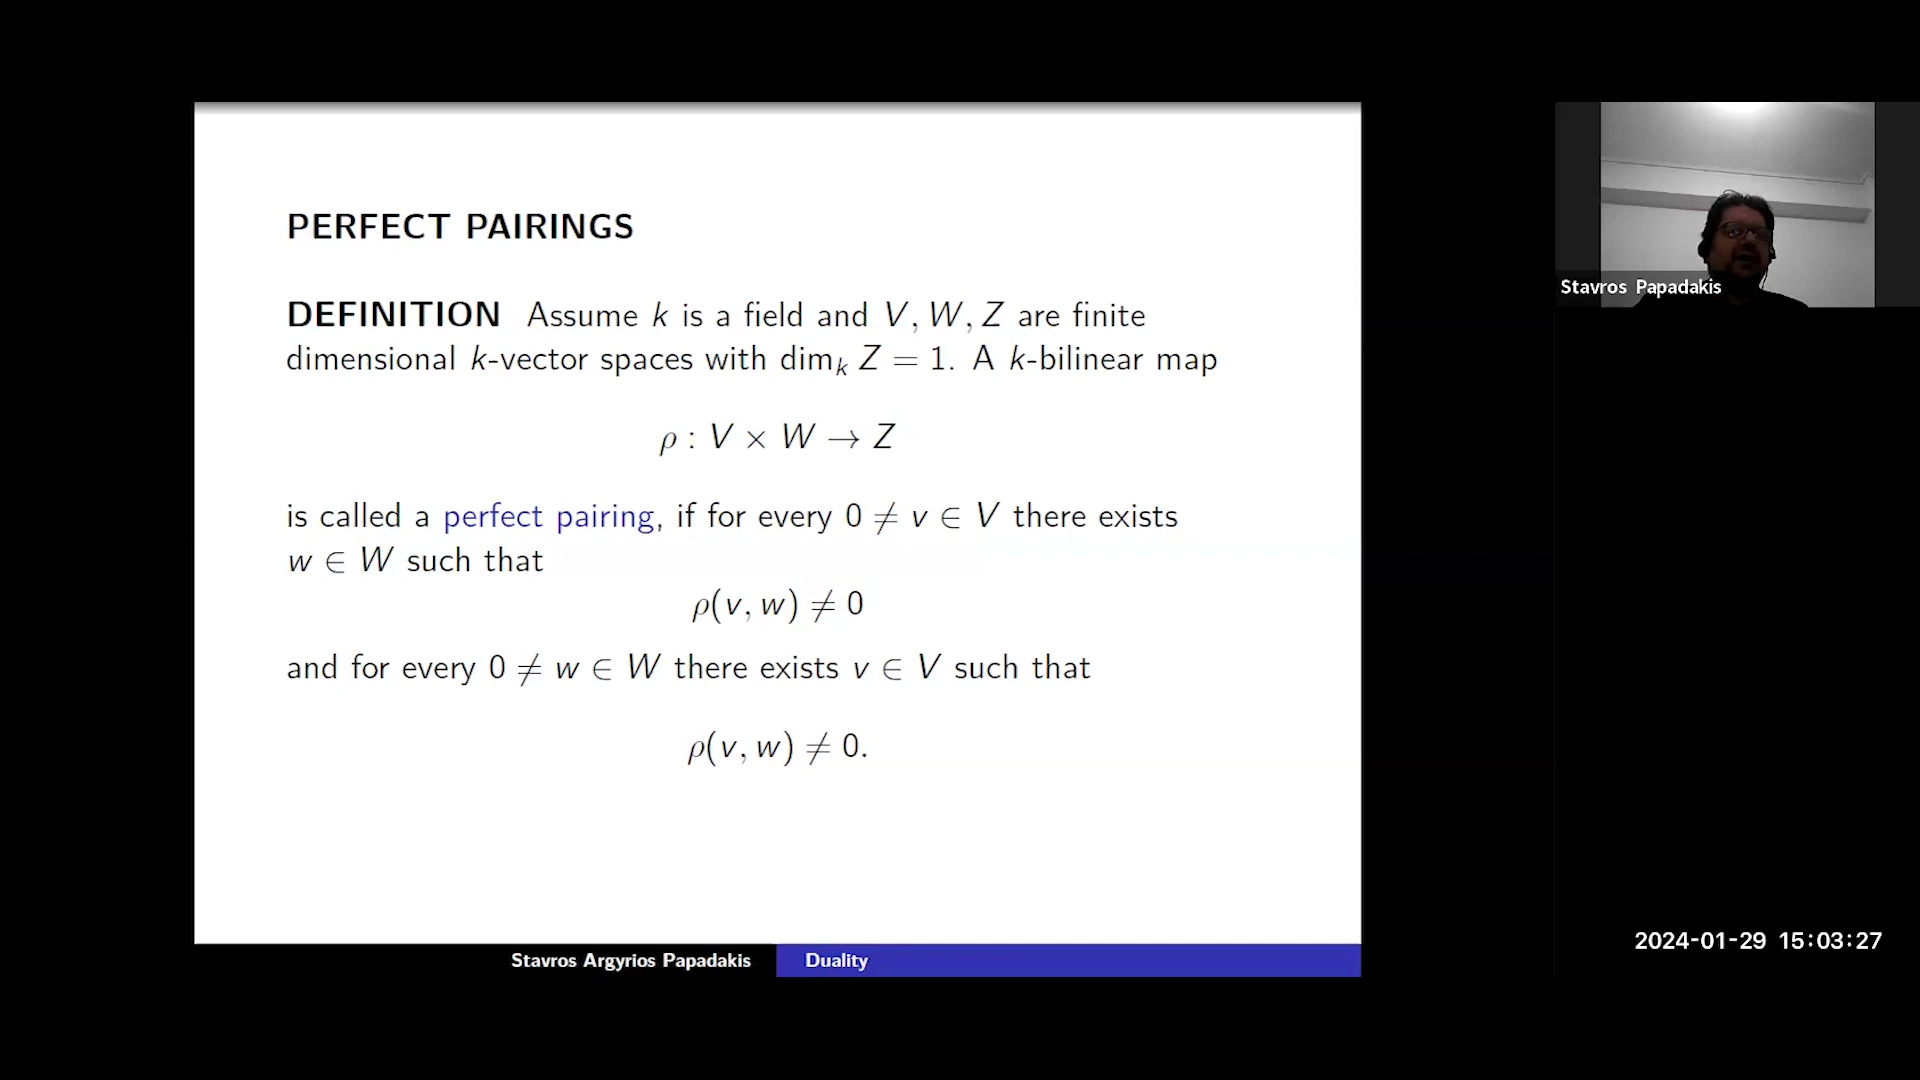 PERFECT PAIRINGS
DEFINITION Assume k is a field and V, W, Z are finite
dimensional k-vector spaces with dimₖ Z = 1. A k-bilinear map
ρ : V × W → Z
is called a perfect pairing, if for every 0 ≠ v ∈ V there exists
w ∈ W such that
ρ(v, w) ≠ 0
and for every 0 ≠ w ∈ W there exists v ∈ V such that
ρ(v, w) ≠ 0.
Stavros Argyrios Papadakis Duality
Stavros Papadakis
2024-01-29 15:03:27